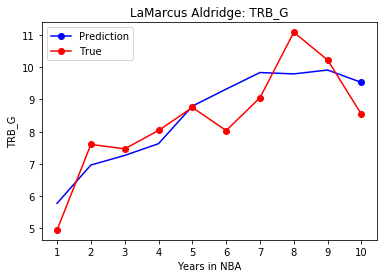 LaMarcus Aldridge: TRB_G
Prediction
True
TRB_G
11
10
9
8
7
6
5
1 2 3 4 5 6 7 8 9 10
Years in NBA